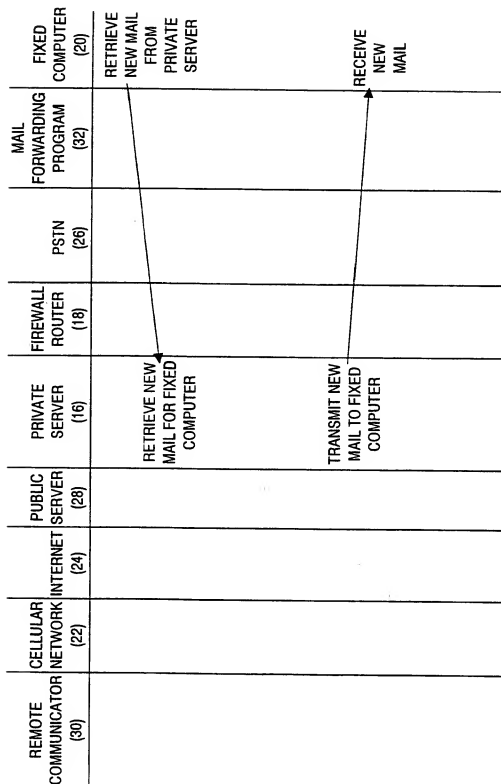 REMOTE
COMMUNICATOR
(30)
CELLULAR
NETWORK
(22)
INTERNET
(24)
PUBLIC
SERVER
(28)
PRIVATE
SERVER
(16)
FIREWALL
ROUTER
(18)
PSTN
(26)
MAIL
FORWARDING
PROGRAM
(32)
FIXED
COMPUTER
(20)
RETRIEVE
NEW MAIL
FROM
PRIVATE
SERVER
RETRIEVE NEW
MAIL FOR FIXED
COMPUTER
TRANSMIT NEW
MAIL TO FIXED
COMPUTER
RECEIVE
NEW
MAIL